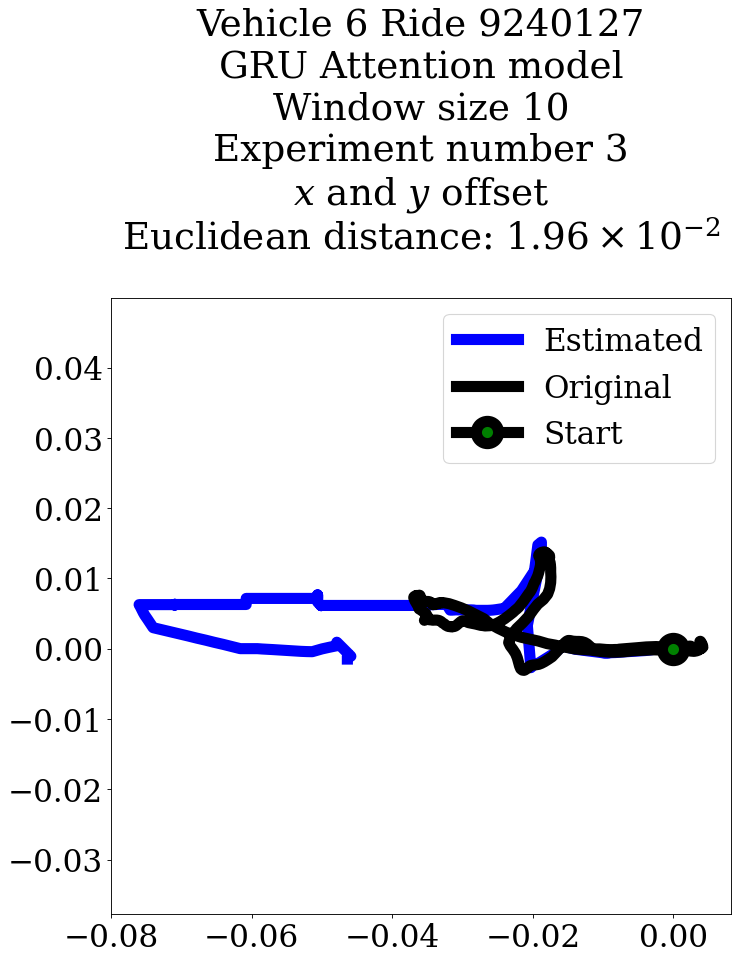 Vehicle 6 Ride 9240127
GRU Attention model
Window size 10
Experiment number 3
x and y offset
Euclidean distance: 1.96 × 10⁻²
Estimated
Original
Start
0.04
0.03
0.02
0.01
0.00
−0.01
−0.02
−0.03
−0.08 −0.06 −0.04 −0.02 0.00